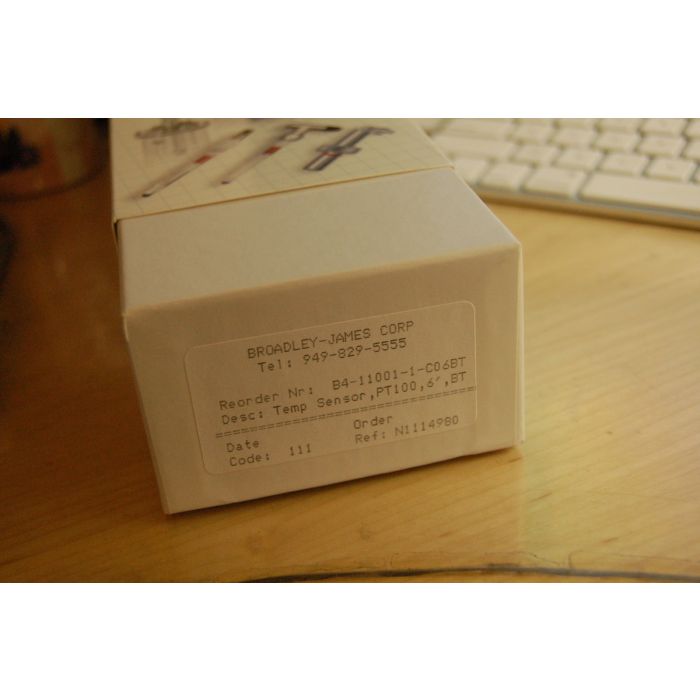 BROADLEY-JAMES CORP
Tel: 949-829-5555
Reorder Nr: B4-11001-1-C06BT
Desc: Temp Sensor,PT100,6",BT
================================
Date Order
Code: 111 Ref: N1114980